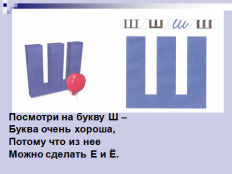 Ш Ш ш Ш
Ш Ш
Посмотри на букву Ш –
Буква очень хороша,
Потому что из нее
Можно сделать Е и Ё.